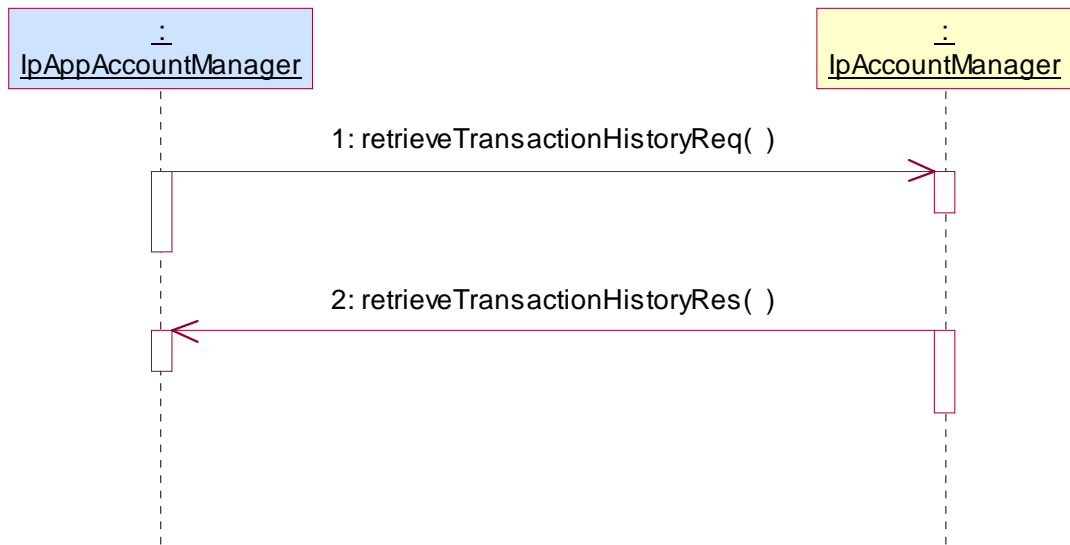 :
IpAppAccountManager
:
IpAccountManager
1: retrieveTransactionHistoryReq( )
2: retrieveTransactionHistoryRes( )